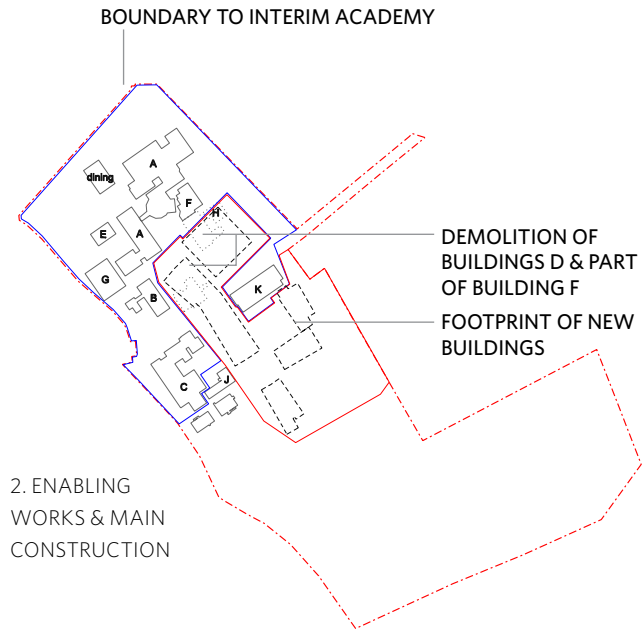 BOUNDARY TO INTERIM ACADEMY
A
dining
F
H
E
A
DEMOLITION OF
BUILDINGS D & PART
OF BUILDING F
G
K
B
FOOTPRINT OF NEW
BUILDINGS
C
J
2. ENABLING
WORKS & MAIN
CONSTRUCTION